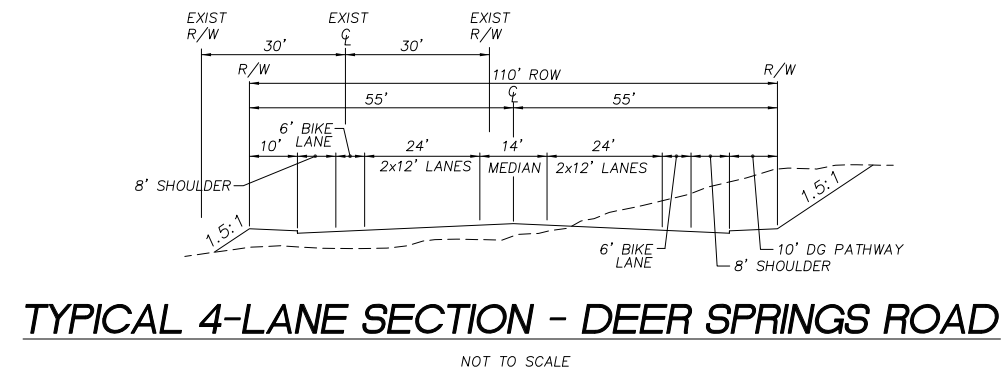 EXIST
R/W
EXIST
℄
EXIST
R/W
30'
30'
R/W
110' ROW
R/W
℄
55'
55'
6' BIKE
LANE
10'
24'
14'
24'
2x12' LANES
MEDIAN
2x12' LANES
8' SHOULDER
1.5:1
1.5:1
6' BIKE
LANE
10' DG PATHWAY
8' SHOULDER
TYPICAL 4-LANE SECTION - DEER SPRINGS ROAD
NOT TO SCALE